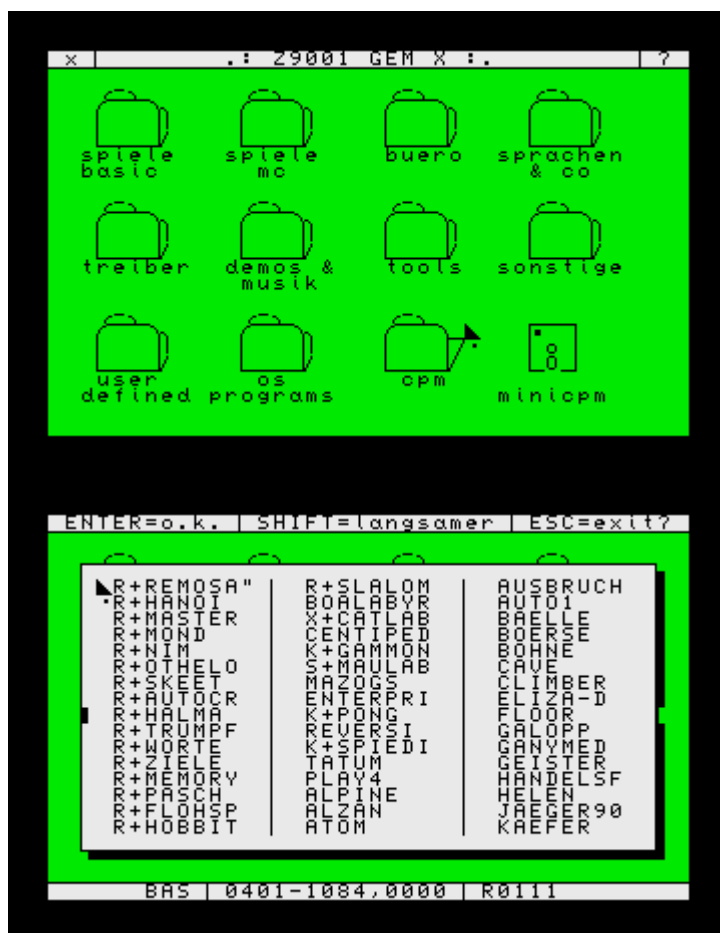 x | .: Z9001 GEM X :. | ?
spiele basic
spiele mc
buero
sprachen & co
treiber
demos & musik
tools
sonstige
user defined
os programs
cpm
minicpm
ENTER=o.k. | SHIFT=langsamer | ESC=exit?
R+REMOSA" | R+SLALOM | AUSBRUCH
R+HANOI | BOALABYR | AUTO1
R+MASTER | X+CATLAB | BAELLE
R+MOND | CENTIPED | BOERSE
R+NIM | K+GAMMON | BOHNE
R+OTHELO | S+MAULAB | CAVE
R+SKEET | MAZOGS | CLIMBER
R+AUTOCR | ENTERPRI | ELIZA-D
R+HALMA | K+PONG | FLOOR
R+TRUMPF | REVERSI | GALOPP
R+WORTE | K+SPIEDI | GANYMED
R+ZIELE | TATUM | GEISTER
R+MEMORY | PLAY4 | HANDELSF
R+PASCH | ALPINE | HELEN
R+FLOHSP | ALZAN | JAEGER90
R+HOBBIT | ATOM | KAEFER
BAS | 0401-1084,0000 | R0111